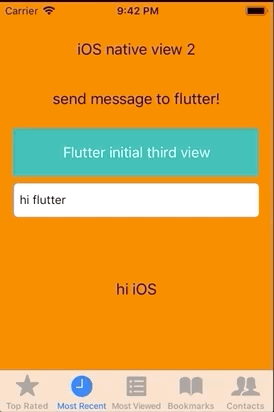 Carrier 9:42 PM
iOS native view 2
send message to flutter!
Flutter initial third view
hi flutter
hi iOS
Top Rated Most Recent Most Viewed Bookmarks Contacts